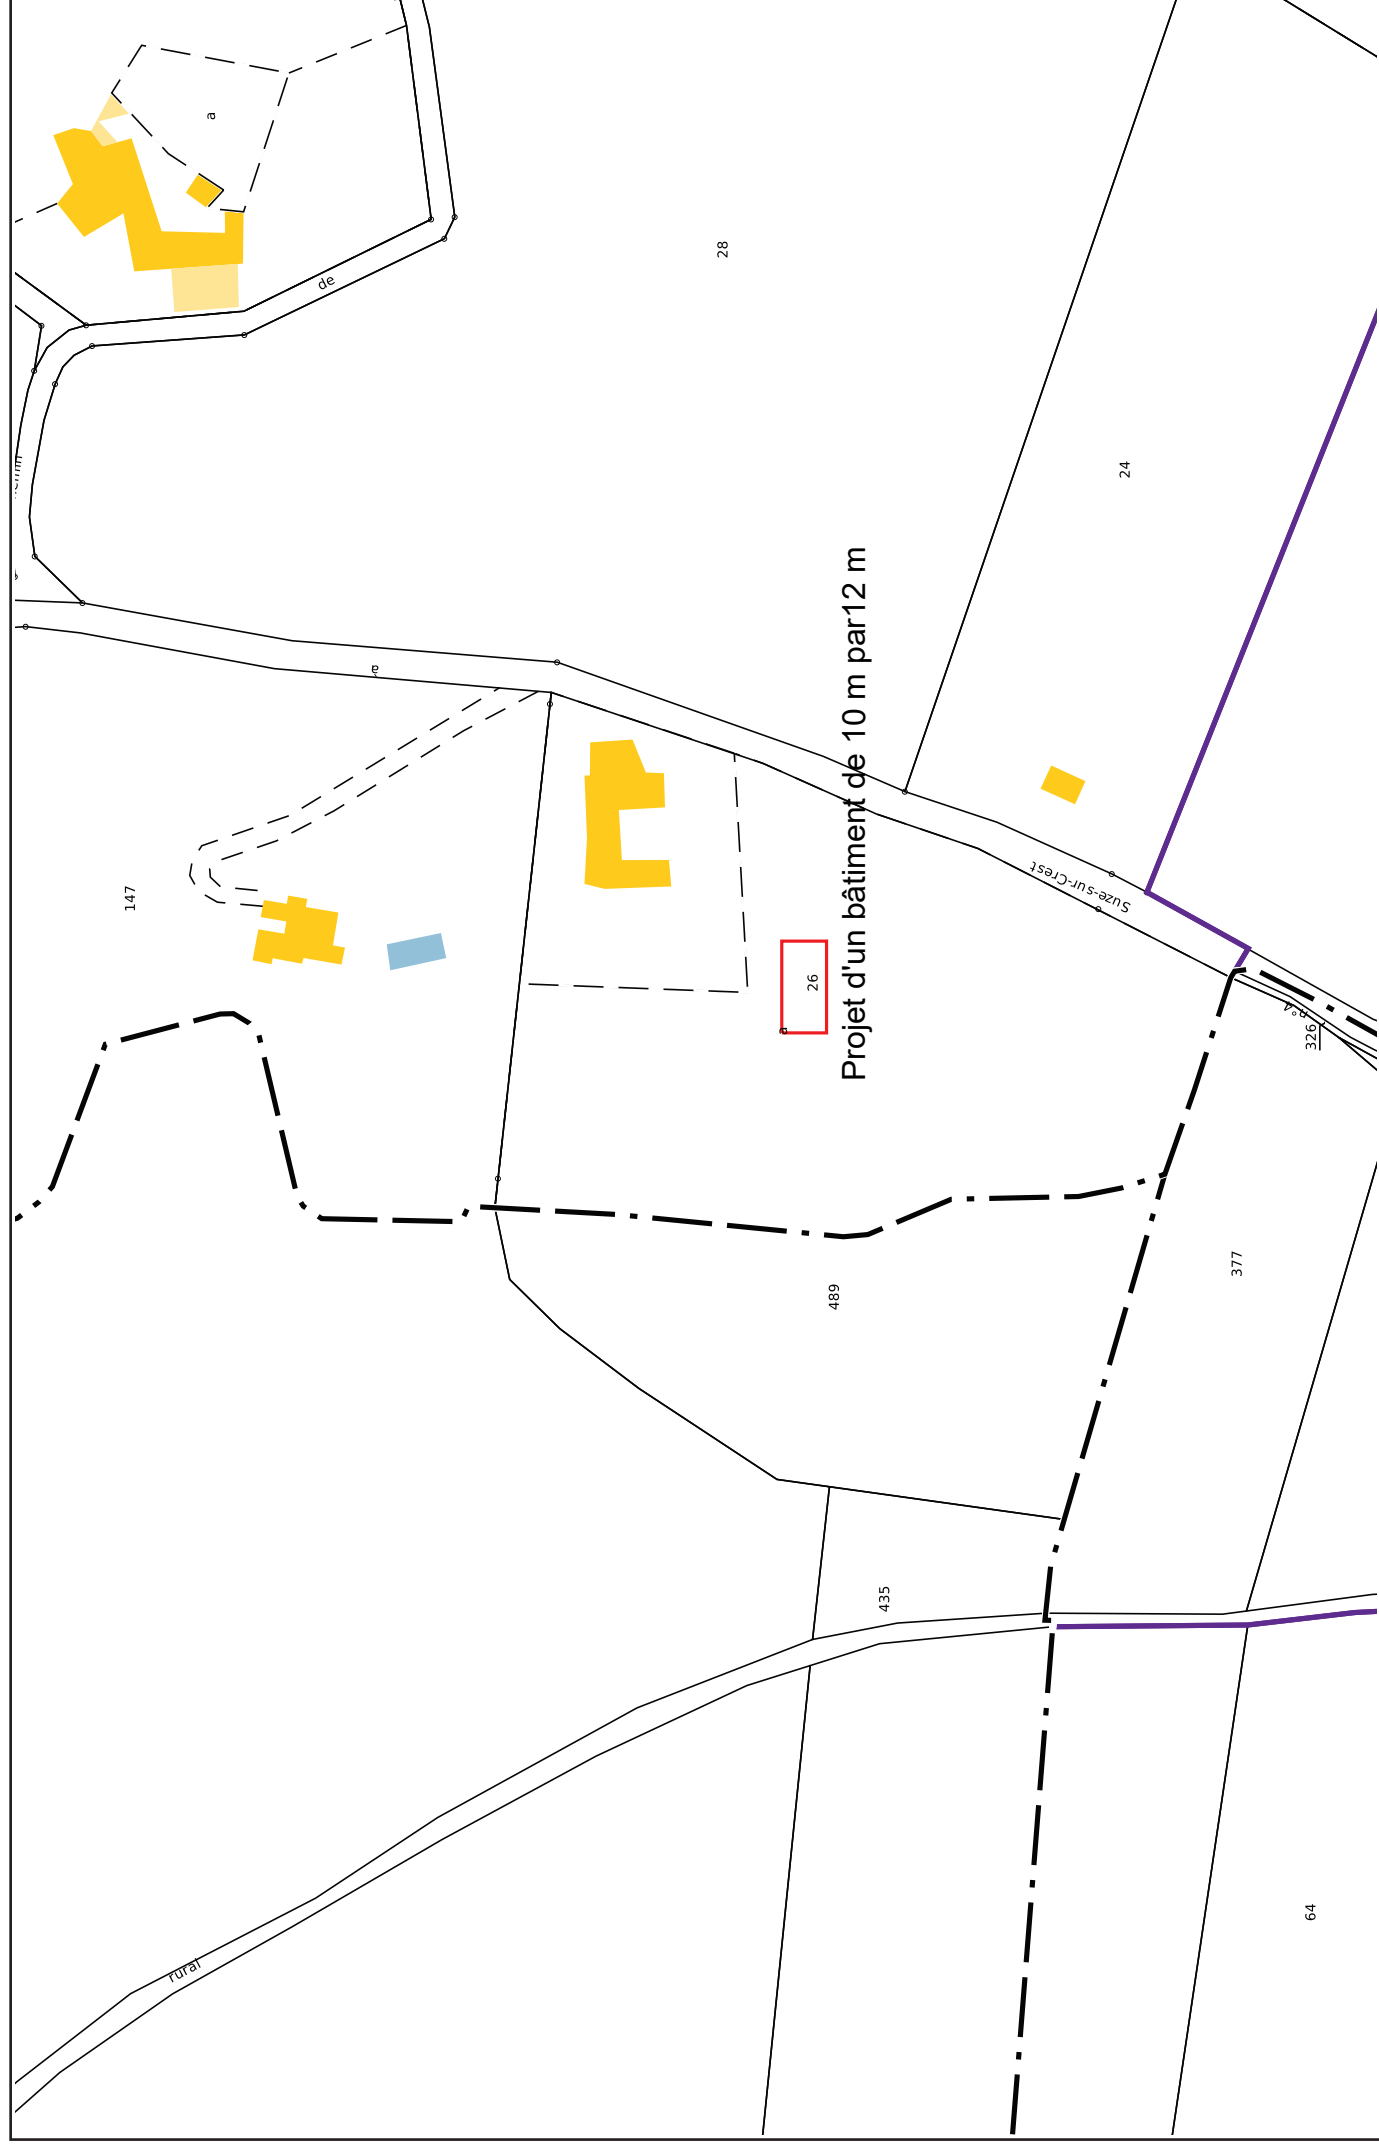 a
28
de
24
à
Projet d'un bâtiment de 10 m par12 m
147
Suze-sur-Crest
26
a
326
377
489
435
64
rural